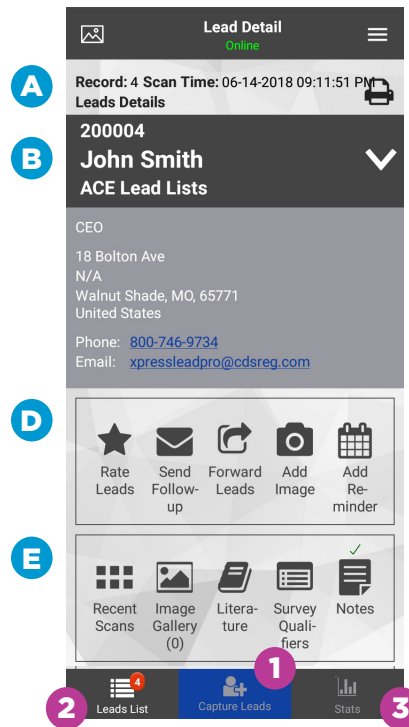 Lead Detail
Online
A
Record: 4 Scan Time: 06-14-2018 09:11:51 PM
Leads Details
200004
B
John Smith
ACE Lead Lists
CEO
18 Bolton Ave
N/A
Walnut Shade, MO, 65771
United States
Phone: 800-746-9734
Email: xpressleadpro@cdsreg.com
D
Rate Send Forward Add Add
Leads Follow- Leads Image Re-
up minder
E
Recent Image Litera- Survey Notes
Scans Gallery ture Quali-
(0) fiers
1
4
2 Leads List Capture Leads Stats 3